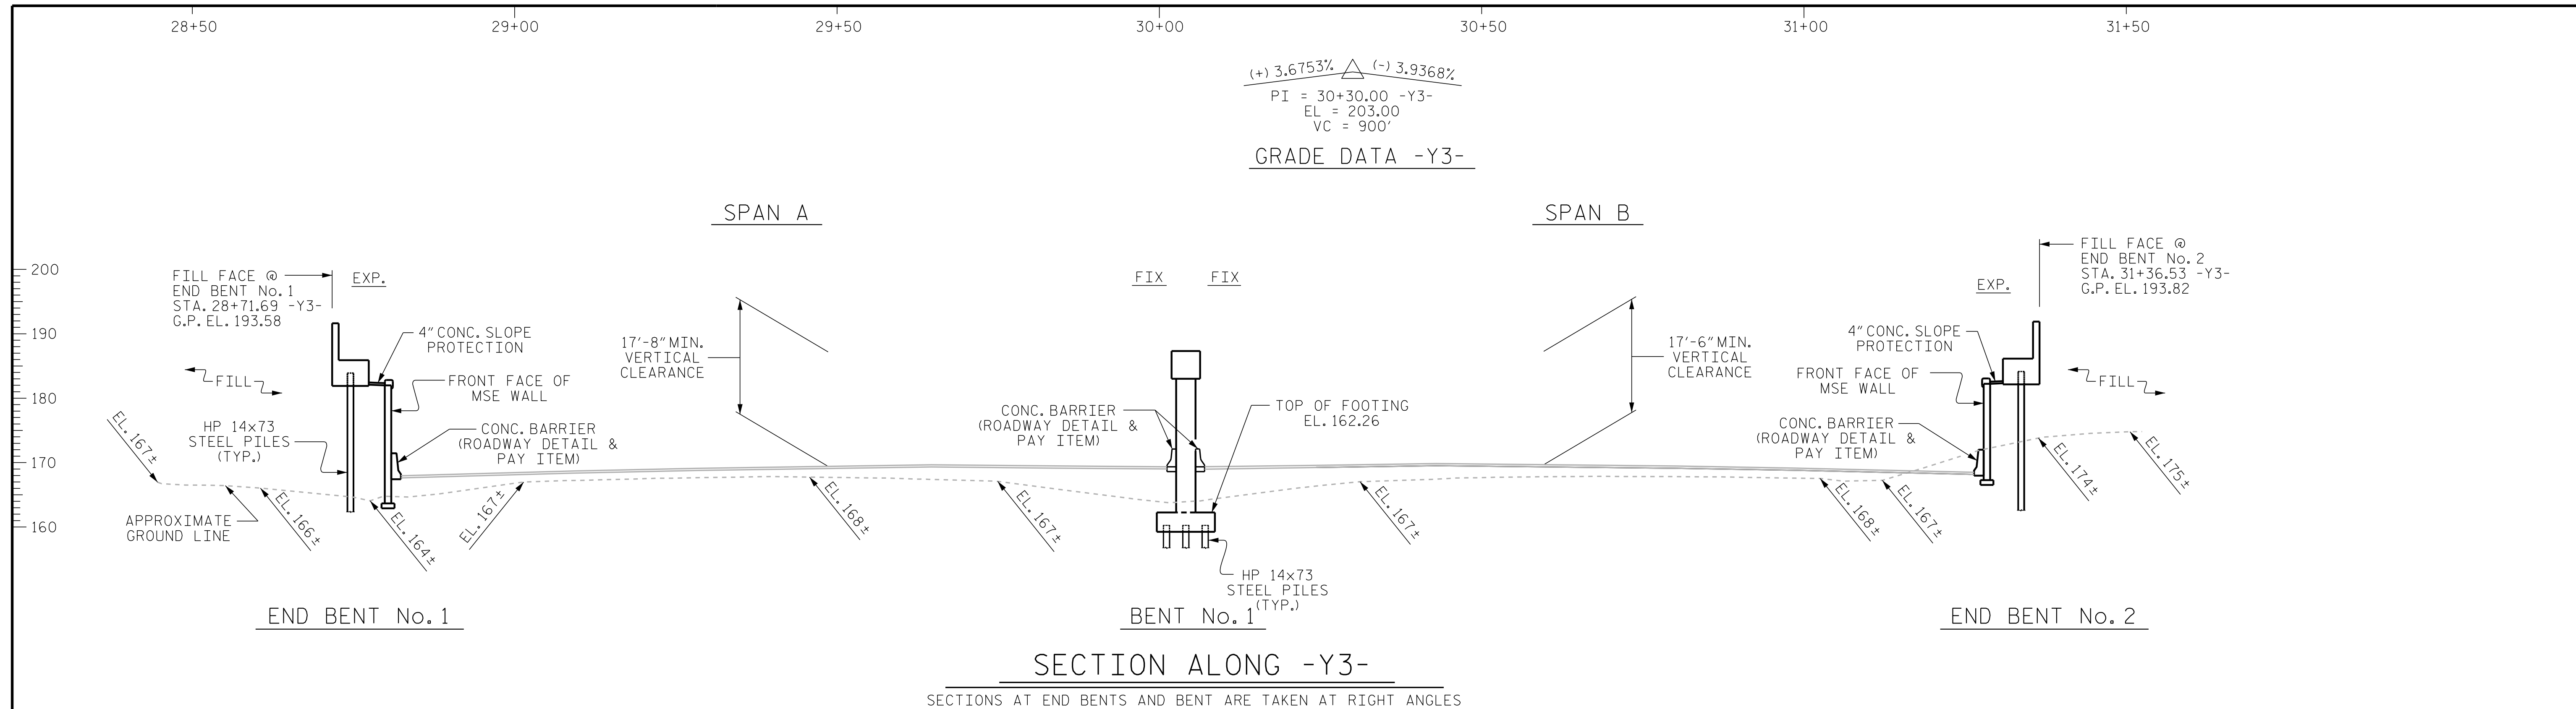 28+50
29+00
29+50
30+00
30+50
31+00
31+50
(+) 3.6753%
(-) 3.9368%
PI = 30+30.00 -Y3-
EL = 203.00
VC = 900'
GRADE DATA -Y3-
SPAN A
SPAN B
200
190
180
170
160
FILL FACE @
END BENT No. 1
STA. 28+71.69 -Y3-
G.P. EL. 193.58
EXP.
FIX
FIX
EXP.
FILL FACE @
END BENT No. 2
STA. 31+36.53 -Y3-
G.P. EL. 193.82
4" CONC. SLOPE
PROTECTION
17'-8" MIN.
VERTICAL
CLEARANCE
17'-6" MIN.
VERTICAL
CLEARANCE
4" CONC. SLOPE
PROTECTION
FILL
FRONT FACE OF
MSE WALL
FRONT FACE OF
MSE WALL
FILL
HP 14x73
STEEL PILES
(TYP.)
CONC. BARRIER
(ROADWAY DETAIL &
PAY ITEM)
CONC. BARRIER
(ROADWAY DETAIL &
PAY ITEM)
TOP OF FOOTING
EL. 162.26
CONC. BARRIER
(ROADWAY DETAIL &
PAY ITEM)
EL. 167±
APPROXIMATE
GROUND LINE
EL. 166±
EL. 164±
EL. 167±
EL. 168±
EL. 167±
EL. 167±
EL. 168±
EL. 167±
EL. 174±
EL. 175±
HP 14x73
STEEL PILES
(TYP.)
END BENT No. 1
BENT No. 1
END BENT No. 2
SECTION ALONG -Y3-
SECTIONS AT END BENTS AND BENT ARE TAKEN AT RIGHT ANGLES